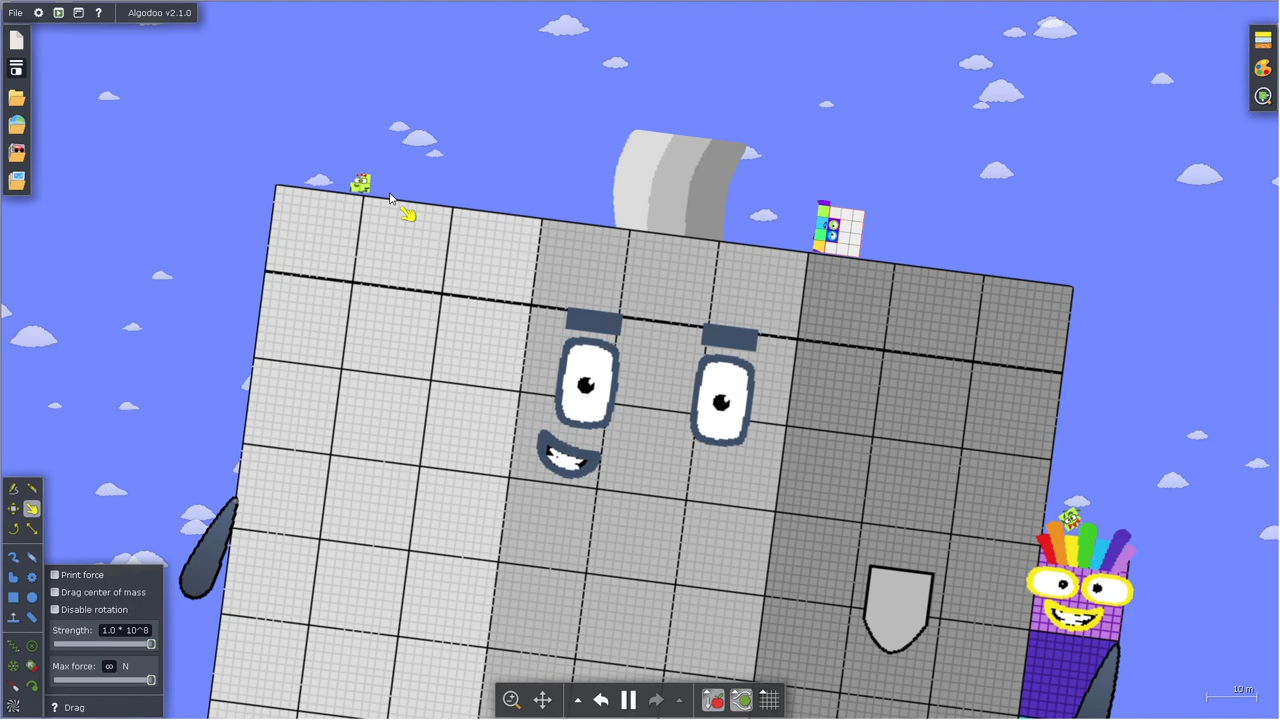 File
?
Algodoo v2.1.0
Print force
Drag center of mass
Disable rotation
Strength: 1.0 * 10^8
Max force: ∞ N
? Drag
10 m